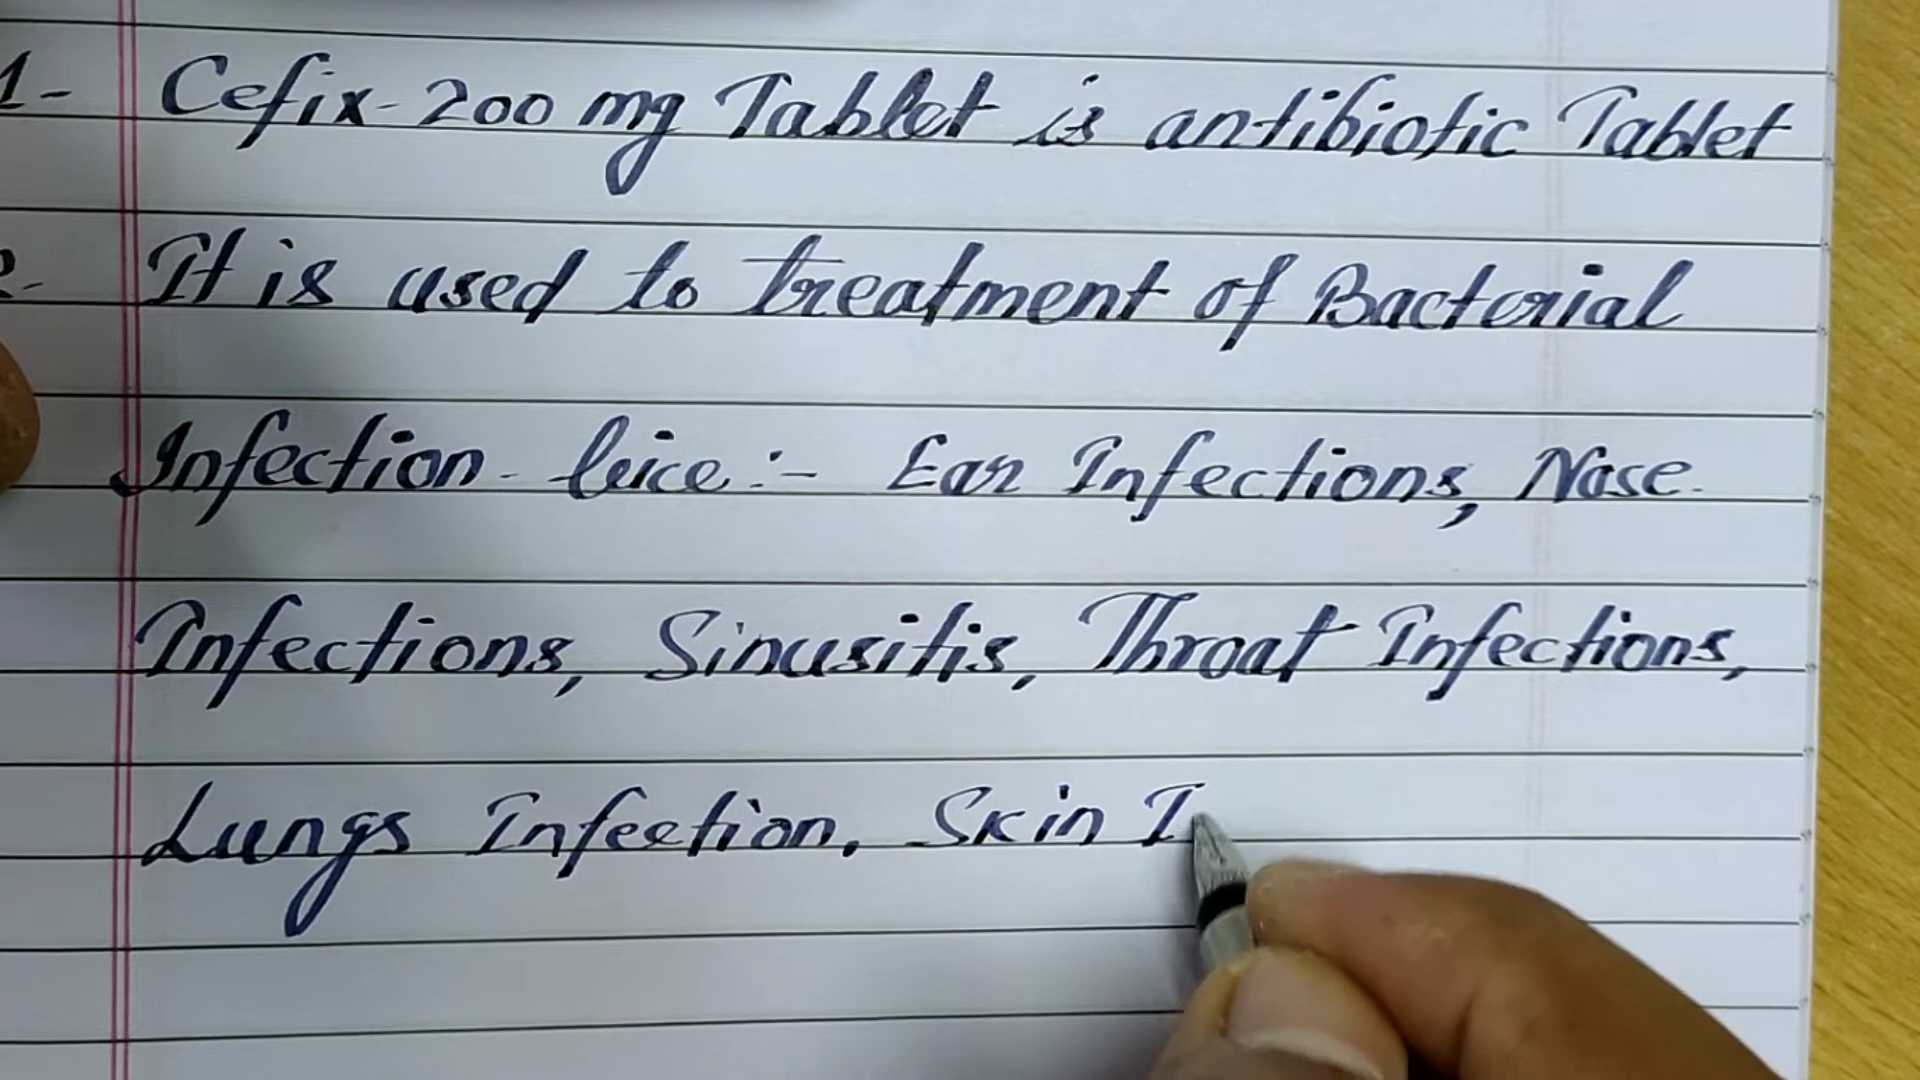 1- Cefix-200 mg Tablet is antibiotic Tablet
2- It is used to treatment of Bacterial
Infection - like :- Ear Infections, Nose
Infections, Sinusitis, Throat Infections,
Lungs Infection, Skin I